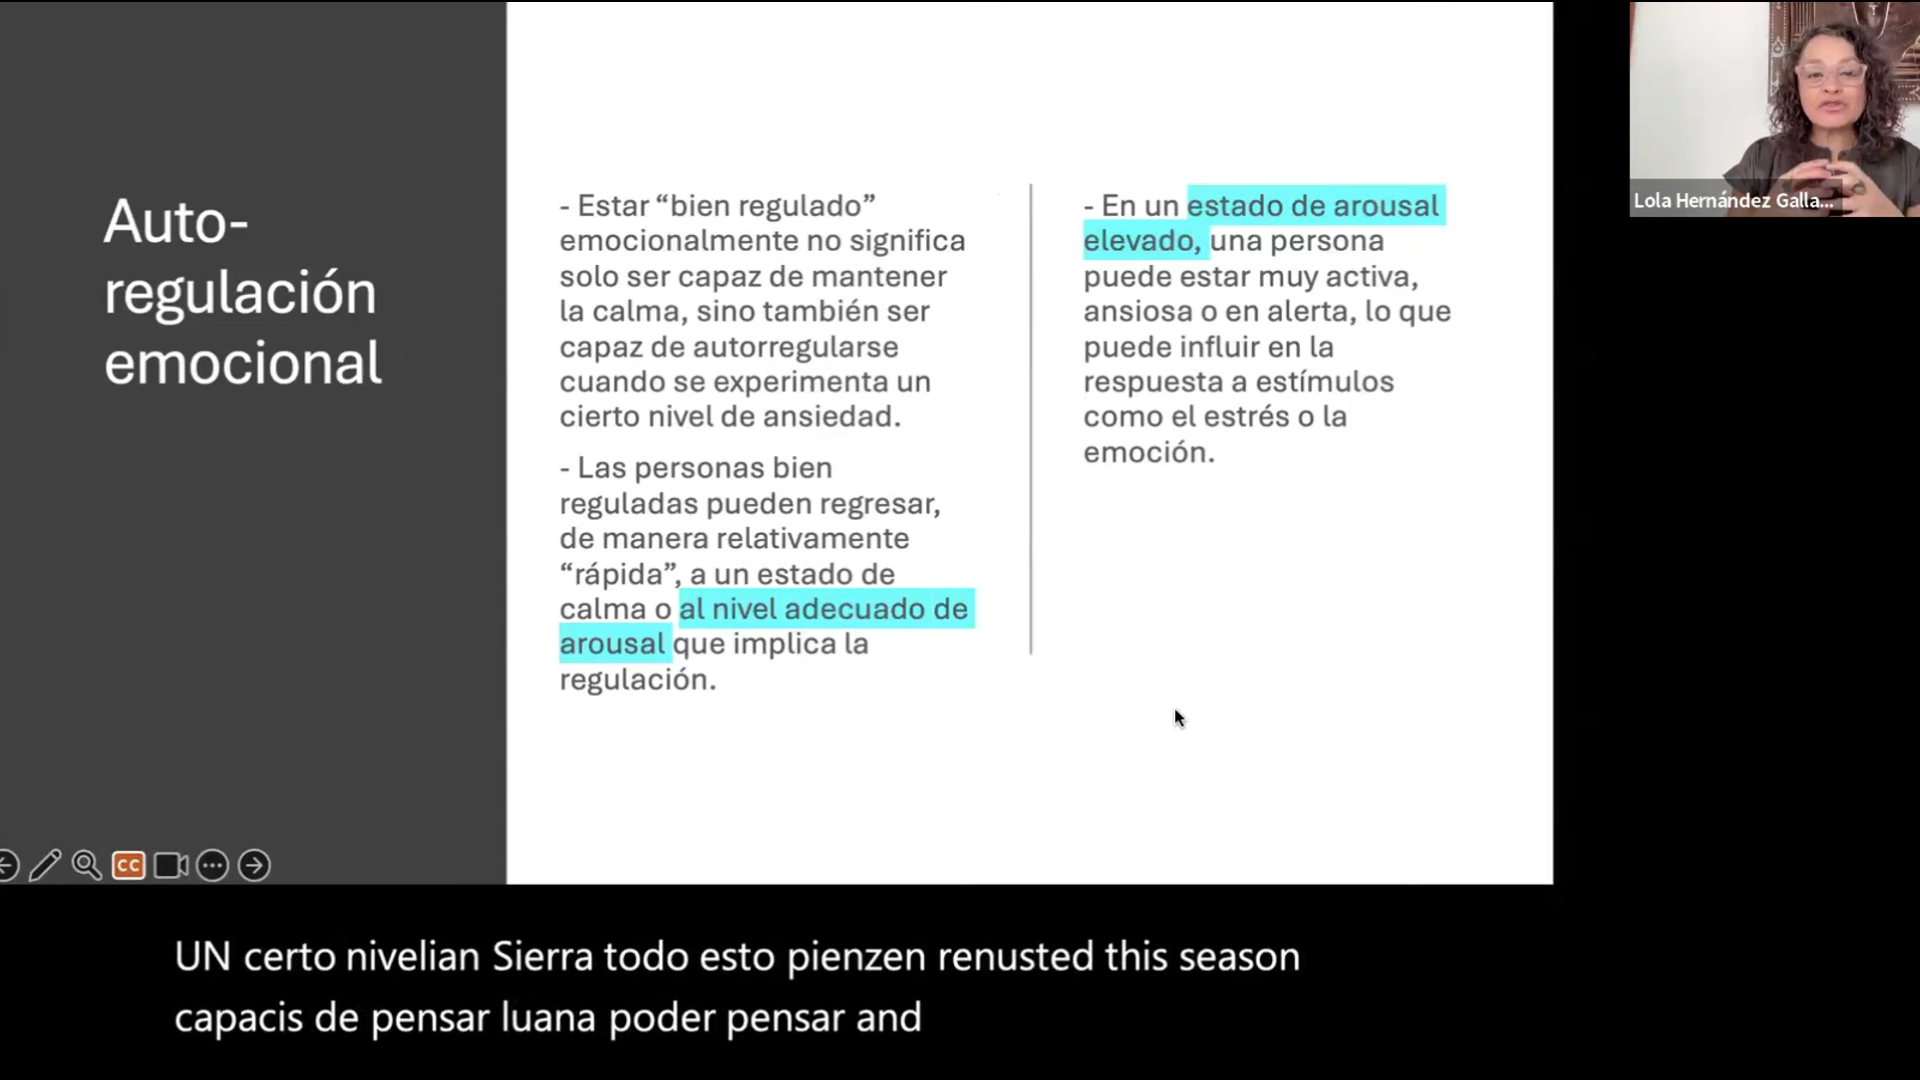 Auto-
regulación
emocional
- Estar “bien regulado”
emocionalmente no significa
solo ser capaz de mantener
la calma, sino también ser
capaz de autorregularse
cuando se experimenta un
cierto nivel de ansiedad.
- Las personas bien
reguladas pueden regresar,
de manera relativamente
“rápida”, a un estado de
calma o al nivel adecuado de
arousal que implica la
regulación.
- En un estado de arousal
elevado, una persona
puede estar muy activa,
ansiosa o en alerta, lo que
puede influir en la
respuesta a estímulos
como el estrés o la
emoción.
Lola Hernández Galla...
CC
UN certo nivelian Sierra todo esto pienzen renusted this season
capacis de pensar luana poder pensar and